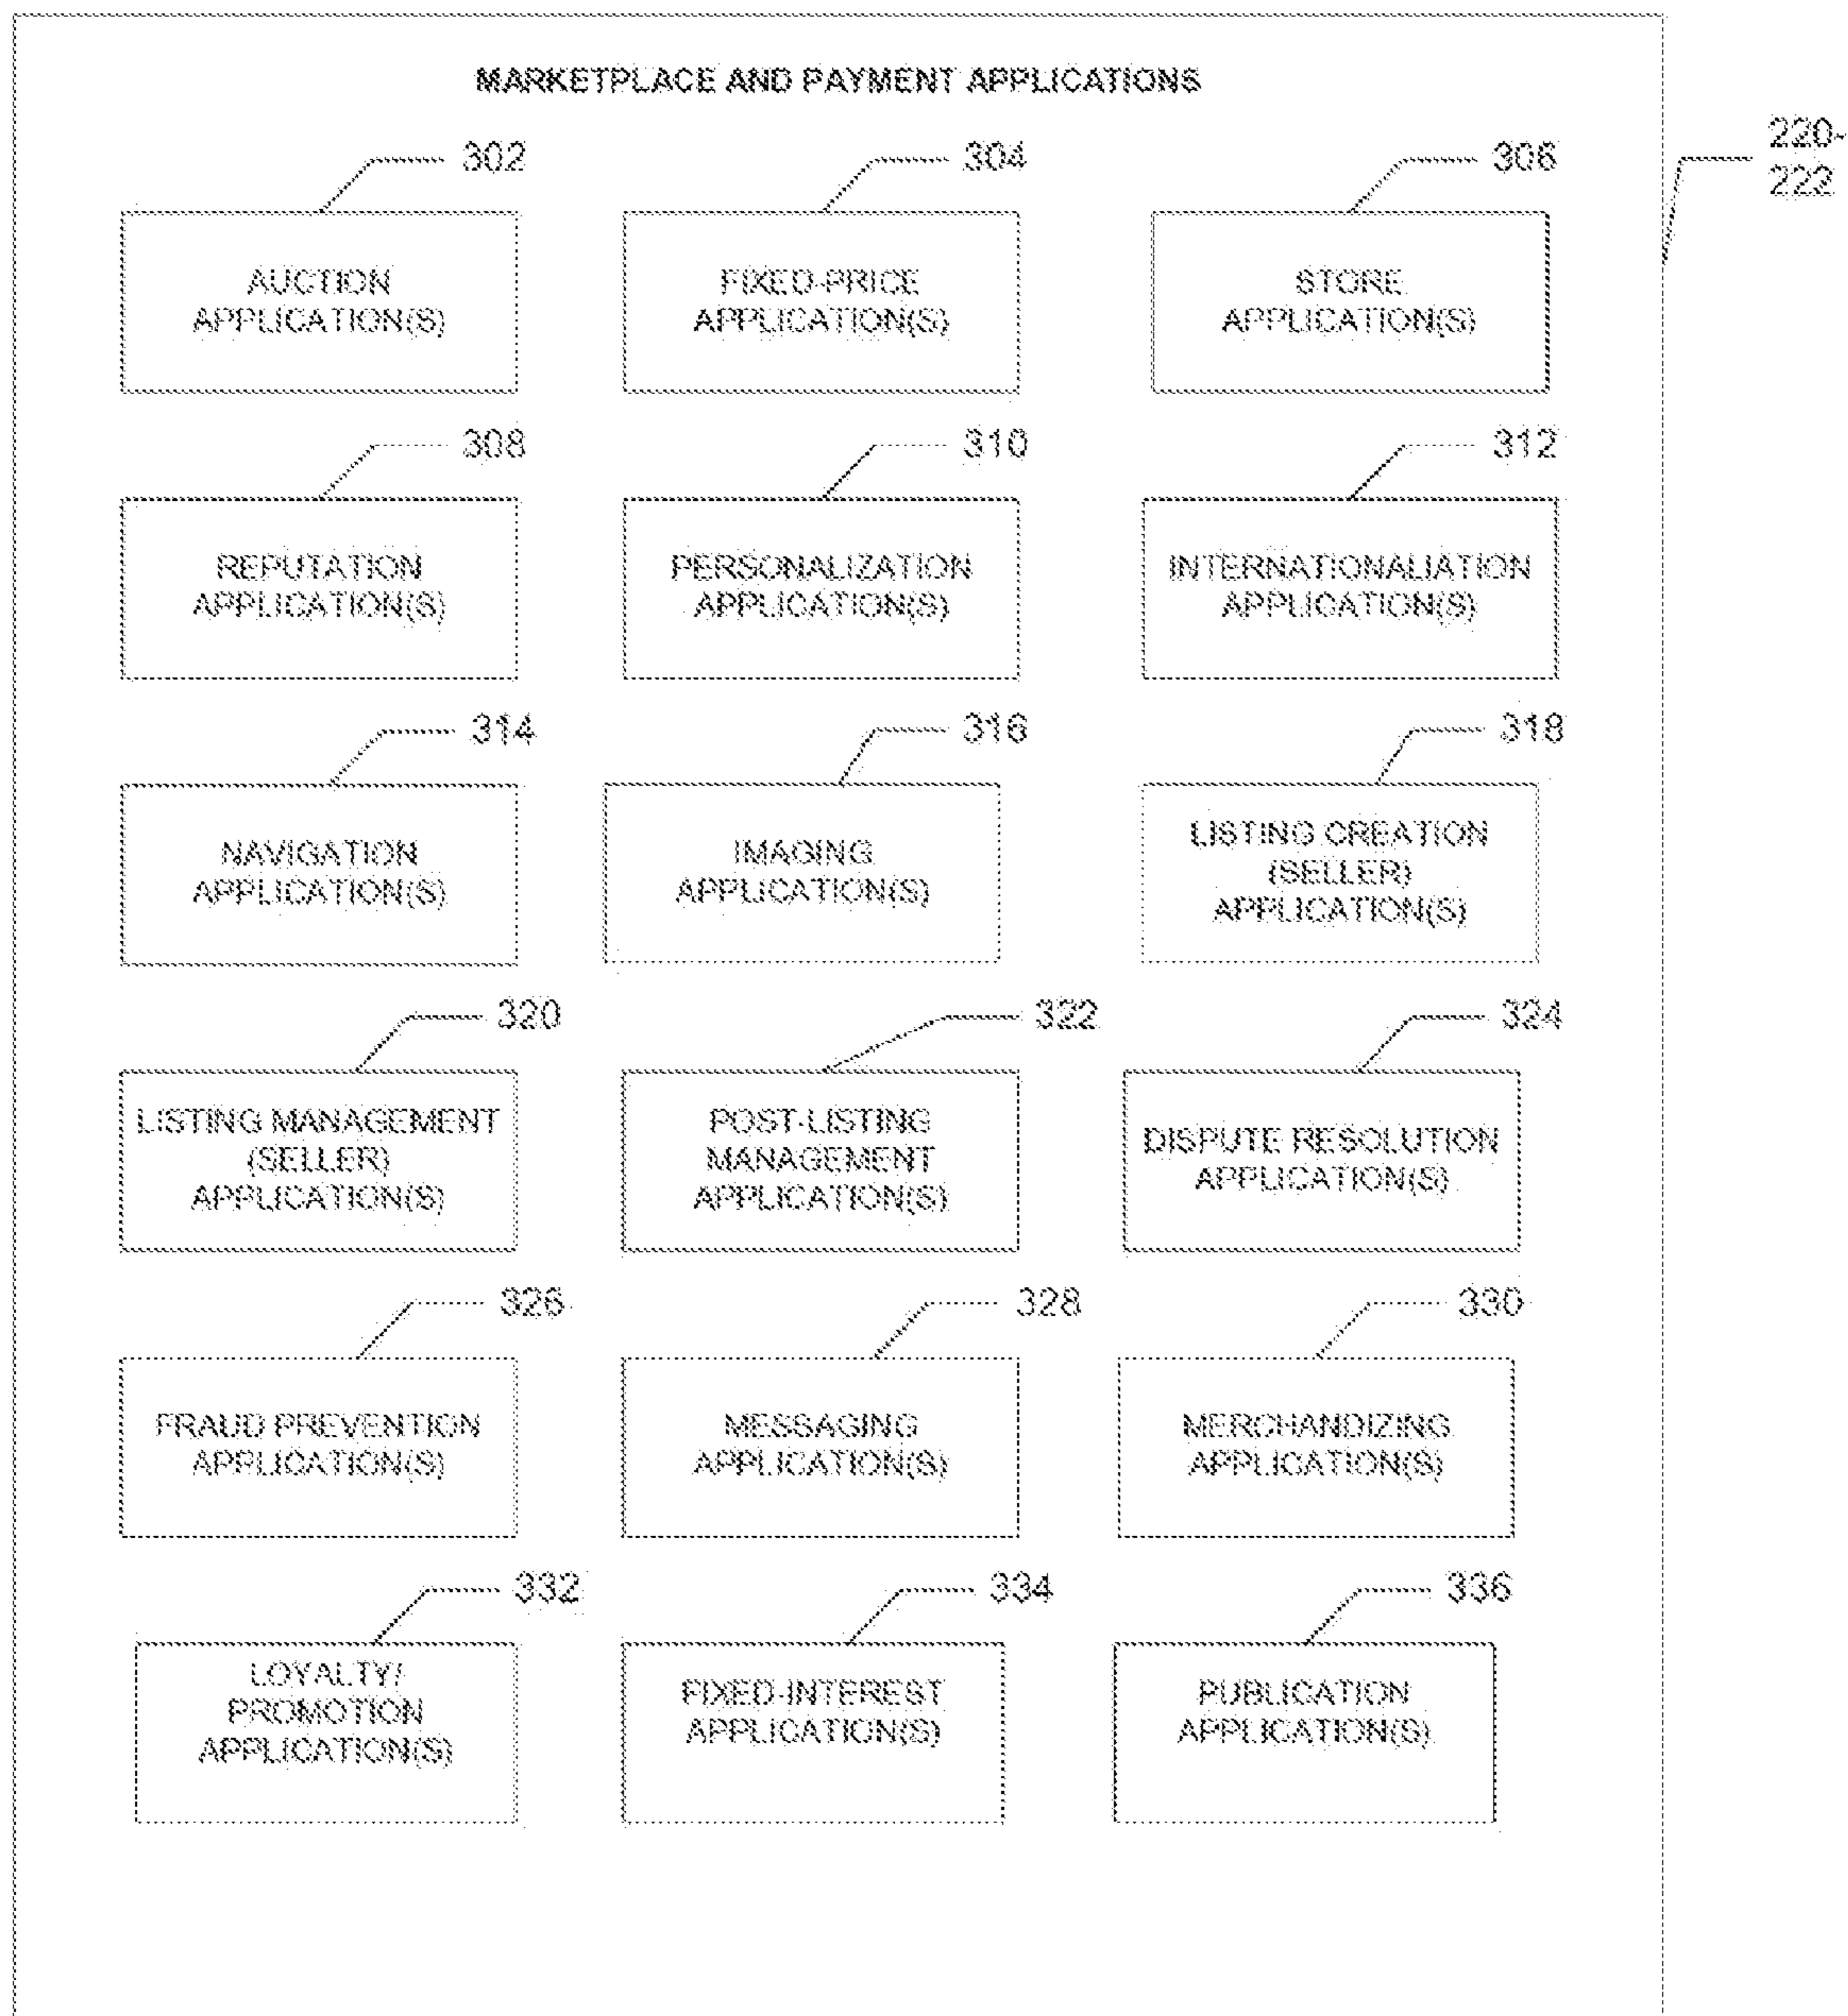 MARKETPLACE AND PAYMENT APPLICATIONS
220-
222
302
304
306
AUCTION
APPLICATION(S)
FIXED-PRICE
APPLICATION(S)
STORE
APPLICATION(S)
308
310
312
REPUTATION
APPLICATION(S)
PERSONALIZATION
APPLICATION(S)
INTERNATIONALIATION
APPLICATION(S)
314
316
318
NAVIGATION
APPLICATION(S)
IMAGING
APPLICATION(S)
LISTING CREATION
(SELLER)
APPLICATION(S)
320
322
324
LISTING MANAGEMENT
(SELLER)
APPLICATION(S)
POST-LISTING
MANAGEMENT
APPLICATION(S)
DISPUTE RESOLUTION
APPLICATION(S)
326
328
330
FRAUD PREVENTION
APPLICATION(S)
MESSAGING
APPLICATION(S)
MERCHANDIZING
APPLICATION(S)
332
334
336
LOYALTY/
PROMOTION
APPLICATION(S)
FIXED-INTEREST
APPLICATION(S)
PUBLICATION
APPLICATION(S)